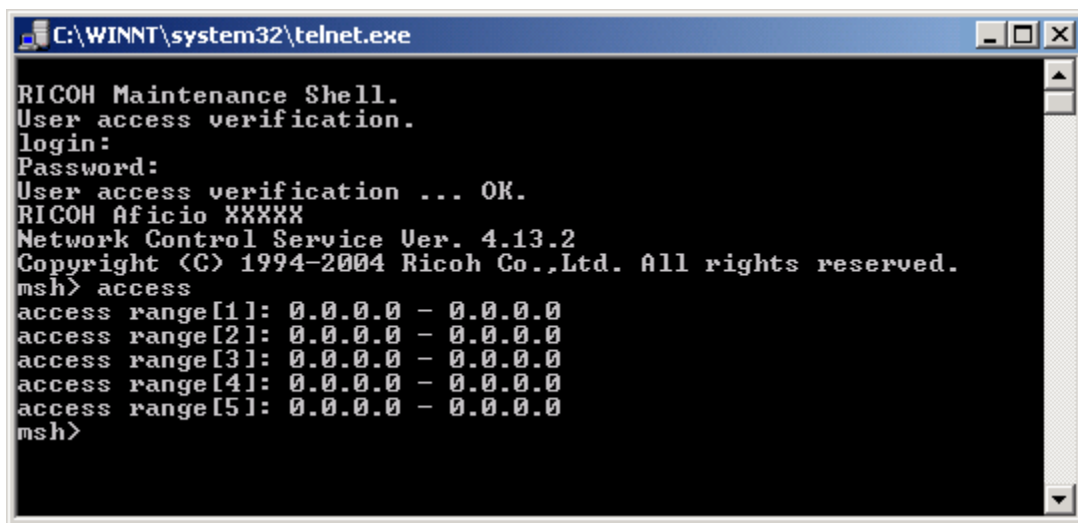 C:\WINNT\system32\telnet.exe
RICOH Maintenance Shell.
User access verification.
login:
Password:
User access verification ... OK.
RICOH Aficio XXXXX
Network Control Service Ver. 4.13.2
Copyright (C) 1994-2004 Ricoh Co.,Ltd. All rights reserved.
msh> access
access range[1]: 0.0.0.0 - 0.0.0.0
access range[2]: 0.0.0.0 - 0.0.0.0
access range[3]: 0.0.0.0 - 0.0.0.0
access range[4]: 0.0.0.0 - 0.0.0.0
access range[5]: 0.0.0.0 - 0.0.0.0
msh>